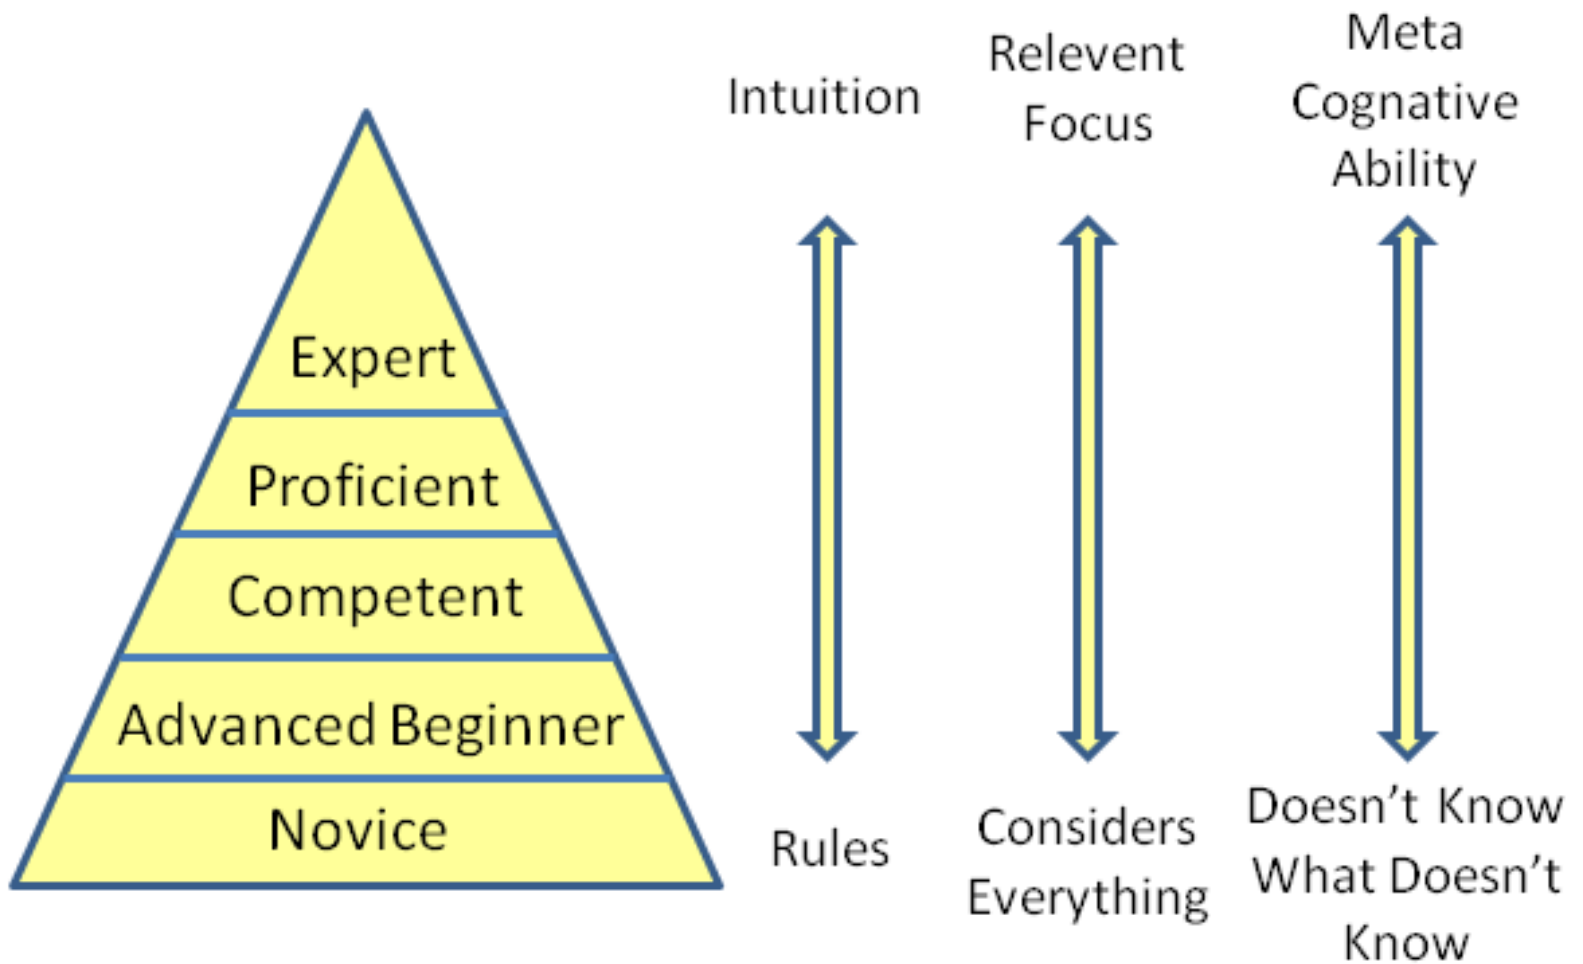 Expert
Proficient
Competent
Advanced Beginner
Novice
Intuition
Rules
Relevent
Focus
Considers
Everything
Meta
Cognative
Ability
Doesn’t Know
What Doesn’t
Know